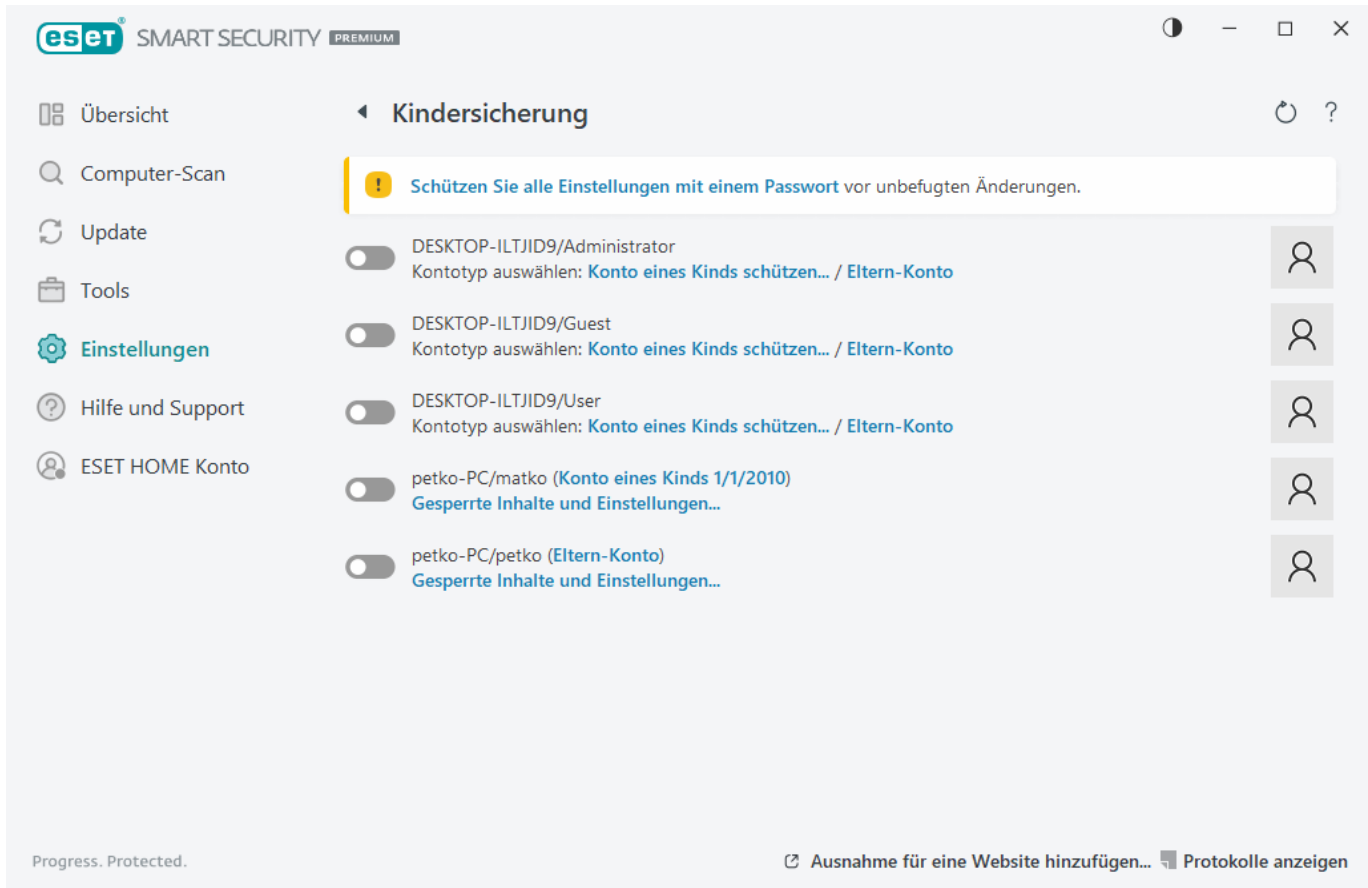 eset® SMART SECURITY PREMIUM
Übersicht
Computer-Scan
Update
Tools
Einstellungen
Hilfe und Support
ESET HOME Konto
Kindersicherung
?
! Schützen Sie alle Einstellungen mit einem Passwort vor unbefugten Änderungen.
DESKTOP-ILTJID9/Administrator
Kontotyp auswählen: Konto eines Kinds schützen... / Eltern-Konto
DESKTOP-ILTJID9/Guest
Kontotyp auswählen: Konto eines Kinds schützen... / Eltern-Konto
DESKTOP-ILTJID9/User
Kontotyp auswählen: Konto eines Kinds schützen... / Eltern-Konto
petko-PC/matko (Konto eines Kinds 1/1/2010)
Gesperrte Inhalte und Einstellungen...
petko-PC/petko (Eltern-Konto)
Gesperrte Inhalte und Einstellungen...
Progress. Protected.
Ausnahme für eine Website hinzufügen... Protokolle anzeigen